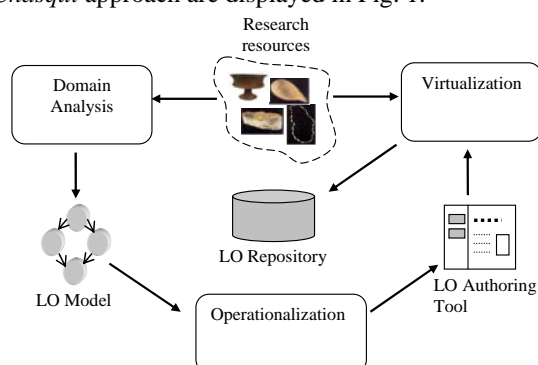 Chasqui approach are displayed in Fig. 1.
Research
resources
Domain
Analysis
Virtualization
LO Repository
LO Model
LO Authoring
Tool
Operationalization